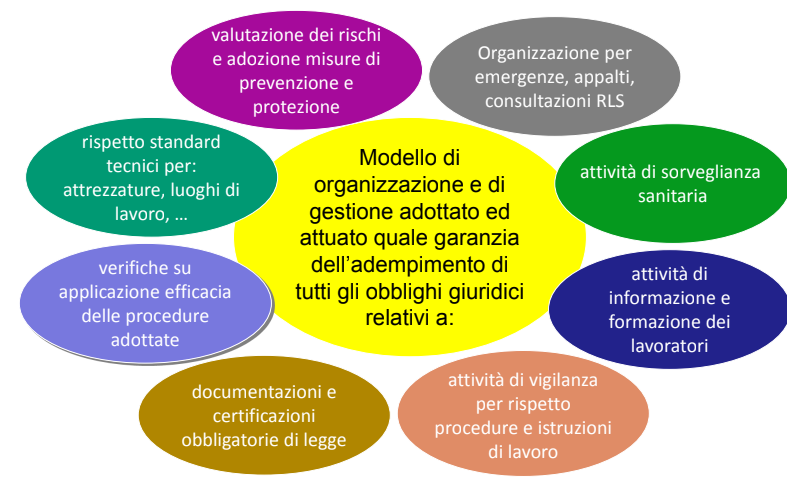 valutazione dei rischi
e adozione misure di
prevenzione e
protezione
Organizzazione per
emergenze, appalti,
consultazioni RLS
rispetto standard
tecnici per:
attrezzature, luoghi di
lavoro, ...
Modello di
organizzazione e di
gestione adottato ed
attuato quale garanzia
dell'adempimento di
tutti gli obblighi giuridici
relativi a:
attività di sorveglianza
sanitaria
verifiche su
applicazione efficacia
delle procedure
adottate
attività di
informazione e
formazione dei
lavoratori
documentazioni e
certificazioni
obbligatorie di legge
attività di vigilanza
per rispetto
procedure e istruzioni
di lavoro